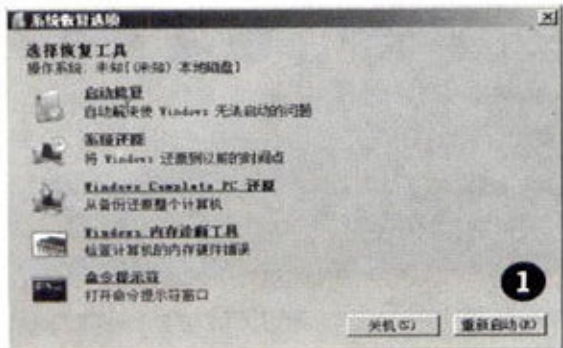 系统恢复选项
选择恢复工具
操作系统: 未知[(未知) 本地磁盘]
启动修复
自动解决使 Windows 无法启动的问题
系统还原
将 Windows 还原到以前的时间点
Windows Complete PC 还原
从备份还原整个计算机
Windows 内存诊断工具
检查计算机的内存硬件错误
命令提示符
打开命令提示符窗口
1
关机(S) 重新启动(R)